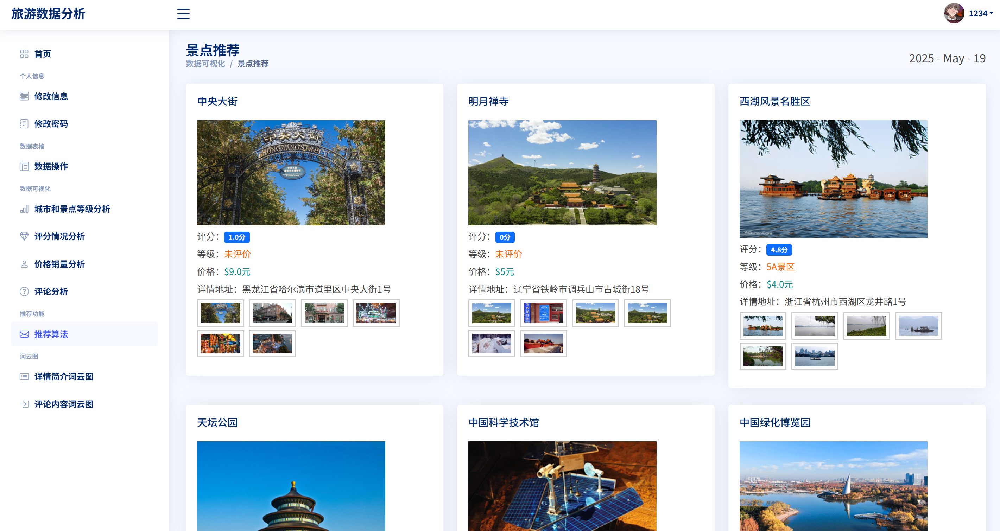 旅游数据分析
1234
首页
个人信息
修改信息
修改密码
数据表格
数据操作
数据可视化
城市和景点等级分析
评分情况分析
价格销量分析
评论分析
推荐功能
推荐算法
词云图
详情简介词云图
评论内容词云图
景点推荐
数据可视化 / 景点推荐
2025 - May - 19
中央大街
中央大街
ZHONGYANGSTREET
中央大街
评分：1.0分
等级：未评价
价格：$9.0元
详情地址：黑龙江省哈尔滨市道里区中央大街1号
明月禅寺
评分：0分
等级：未评价
价格：$5元
详情地址：辽宁省铁岭市调兵山市古城街18号
西湖风景名胜区
评分：4.8分
等级：5A景区
价格：$4.0元
详情地址：浙江省杭州市西湖区龙井路1号
天坛公园
中国科学技术馆
中国绿化博览园